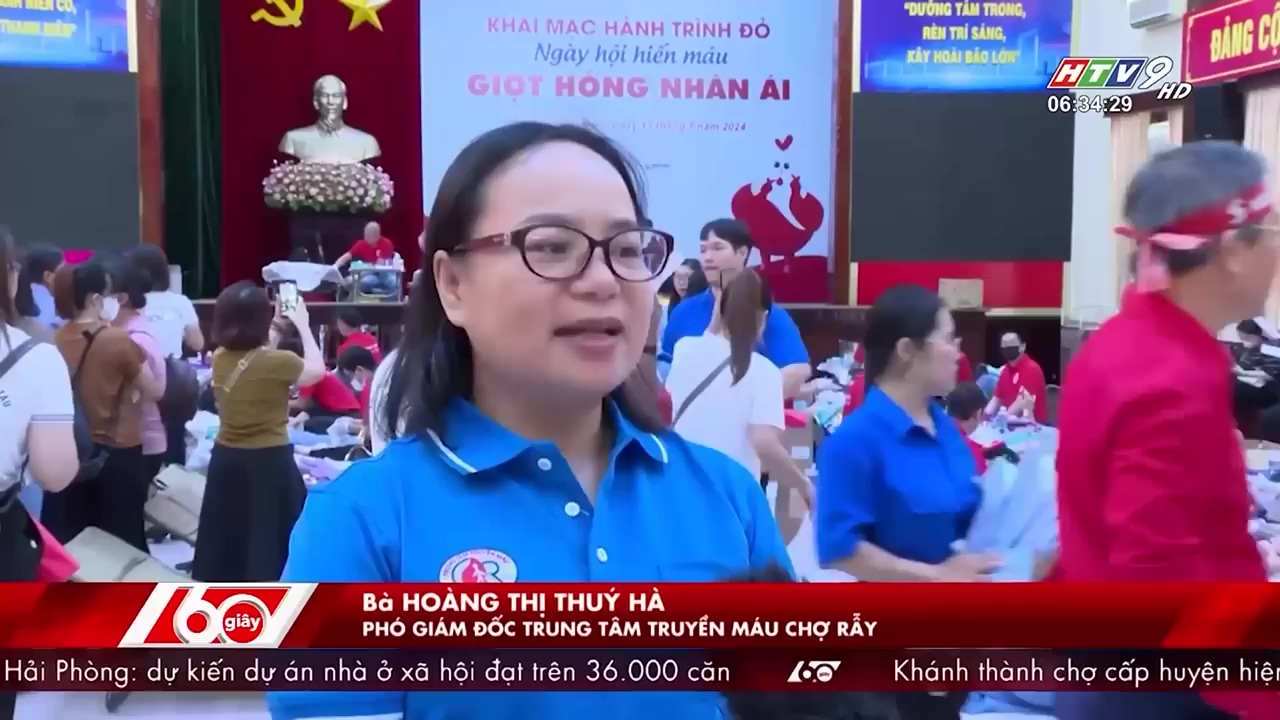 "DƯỠNG TÂM TRONG,
RÈN TRÍ SÁNG,
XÂY HOÀI BÃO LỚN"
THANH NIÊN"
KHAI MẠC HÀNH TRÌNH ĐỎ
Ngày hội hiến máu
GIỌT HỒNG NHÂN ÁI
năm 2024
ĐẢNG CỘ
HTV9 HD
06:34:29
60 giây
Bà HOÀNG THỊ THUÝ HÀ
PHÓ GIÁM ĐỐC TRUNG TÂM TRUYỀN MÁU CHỢ RẪY
Hải Phòng: dự kiến dự án nhà ở xã hội đạt trên 36.000 căn
60 giây
Khánh thành chợ cấp huyện hiện